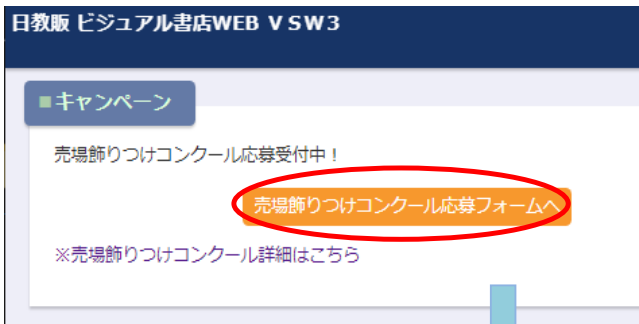 日教販 ビジュアル書店WEB VSW3
■キャンペーン
売場飾りつけコンクール応募受付中！
売場飾りつけコンクール応募フォームへ
※売場飾りつけコンクール詳細はこちら